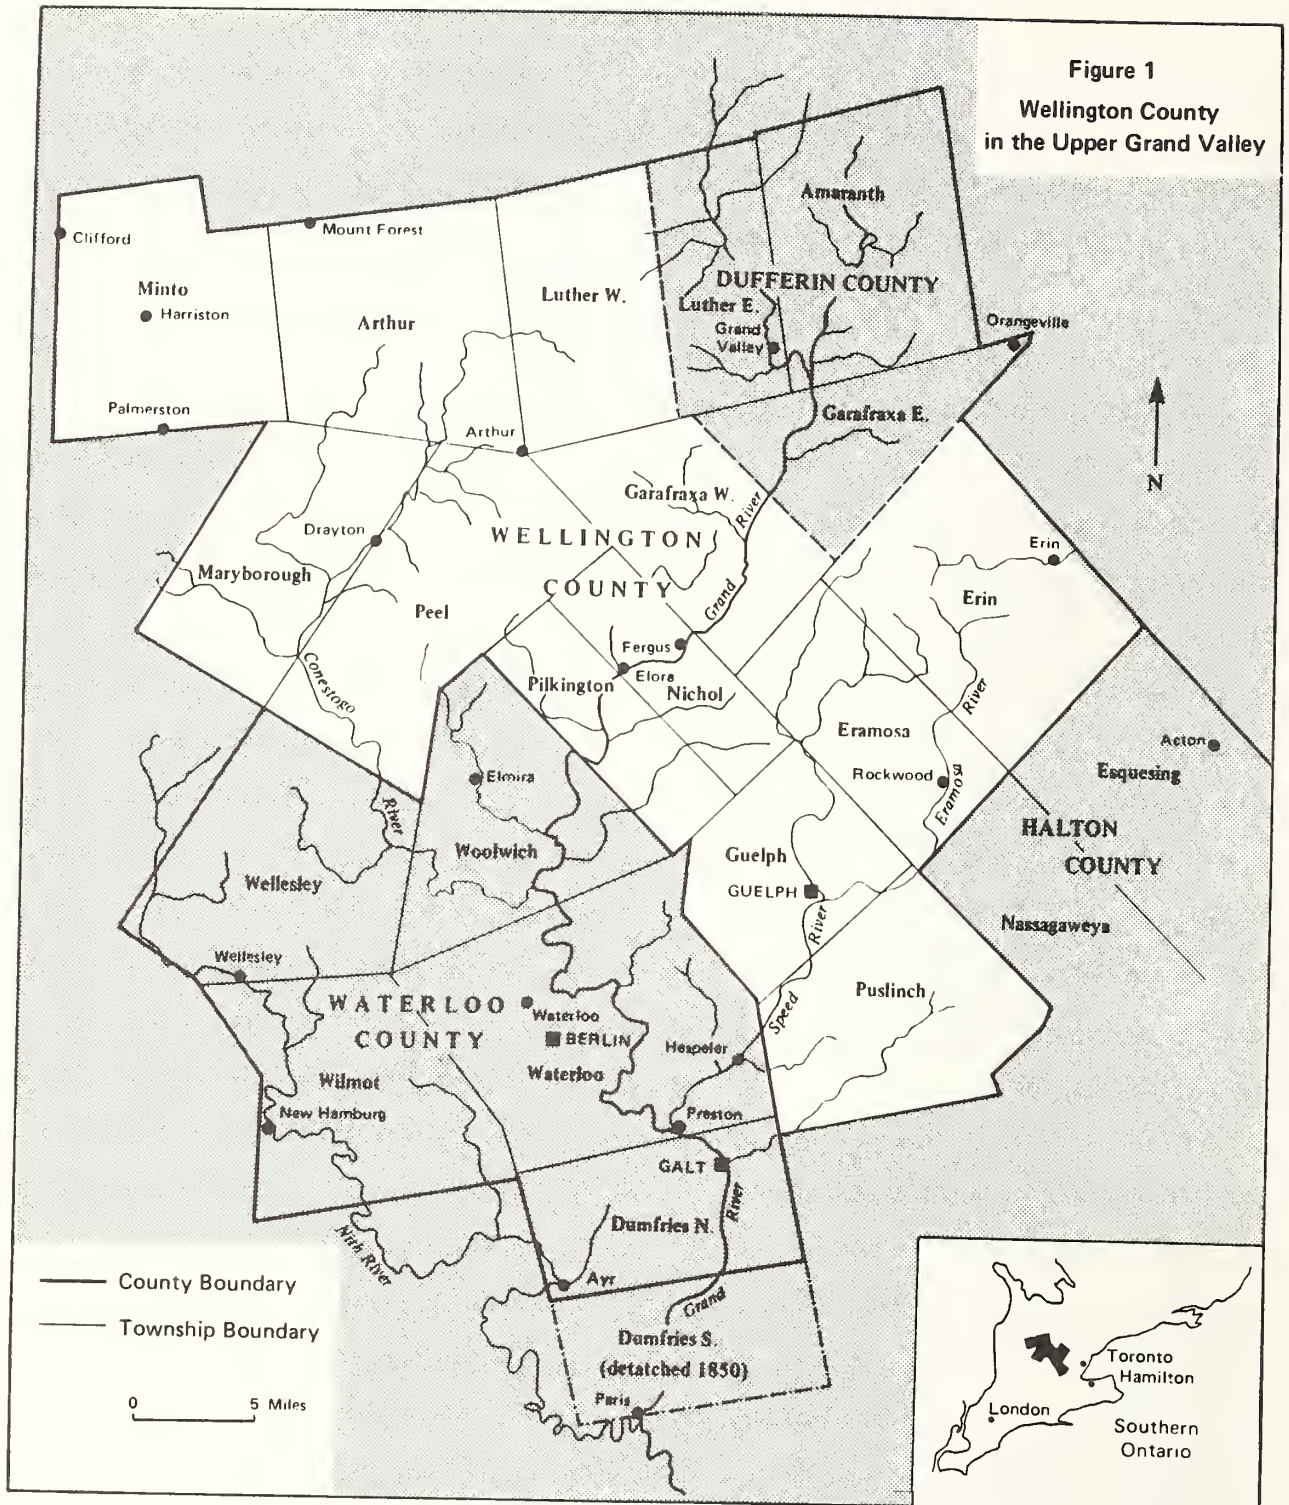 Figure 1
Wellington County
in the Upper Grand Valley
Amaranth
Clifford
Mount Forest
DUFFERIN COUNTY
Minto
Luther W.
Luther E.
Harriston
Arthur
Orangeville
Grand
Valley
Palmerston
Garafraxa E.
Arthur
N
Garafraxa W.
River
Drayton
WELLINGTON
COUNTY
Erin
Maryborough
Peel
Grand
Erin
Fergus
Elora
Conestogo
Pilkington
Nichol
River
Eramosa
Acton
Elmira
Rockwood
Esquesing
River
Eramosa
HALTON
COUNTY
Woolwich
Guelph
Wellesley
GUELPH
River
Nassagaweya
Wellesley
WATERLOO
COUNTY
Puslinch
Waterloo
Speed
BERLIN
Hespeler
Wilmot
Waterloo
New Hamburg
Preston
GALT
River
Dumfries N.
Nith River
County Boundary
Ayr
Grand
Township Boundary
Dumfries S.
(detatched 1850)
Paris
0 5 Miles
Toronto
Hamilton
London
Southern
Ontario